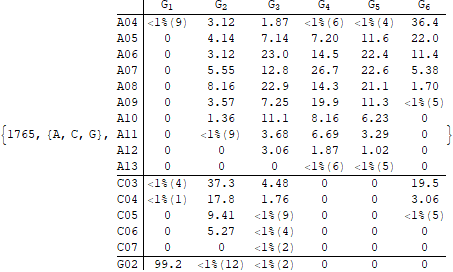 G1 G2 G3 G4 G5 G6
A04 <1%(9) 3.12 1.87 <1%(6) <1%(4) 36.4
A05 0 4.14 7.14 7.20 11.6 22.0
A06 0 3.12 23.0 14.5 22.4 11.4
A07 0 5.55 12.8 26.7 22.6 5.38
A08 0 8.16 22.9 14.3 21.1 1.70
A09 0 3.57 7.25 19.9 11.3 <1%(5)
A10 0 1.36 11.1 8.16 6.23 0
{1765, {A, C, G}, A11 0 <1%(9) 3.68 6.69 3.29 0 }
A12 0 0 3.06 1.87 1.02 0
A13 0 0 0 <1%(6) <1%(5) 0
C03 <1%(4) 37.3 4.48 0 0 19.5
C04 <1%(1) 17.8 1.76 0 0 3.06
C05 0 9.41 <1%(9) 0 0 <1%(5)
C06 0 5.27 <1%(4) 0 0 0
C07 0 0 <1%(2) 0 0 0
G02 99.2 <1%(12) <1%(2) 0 0 0